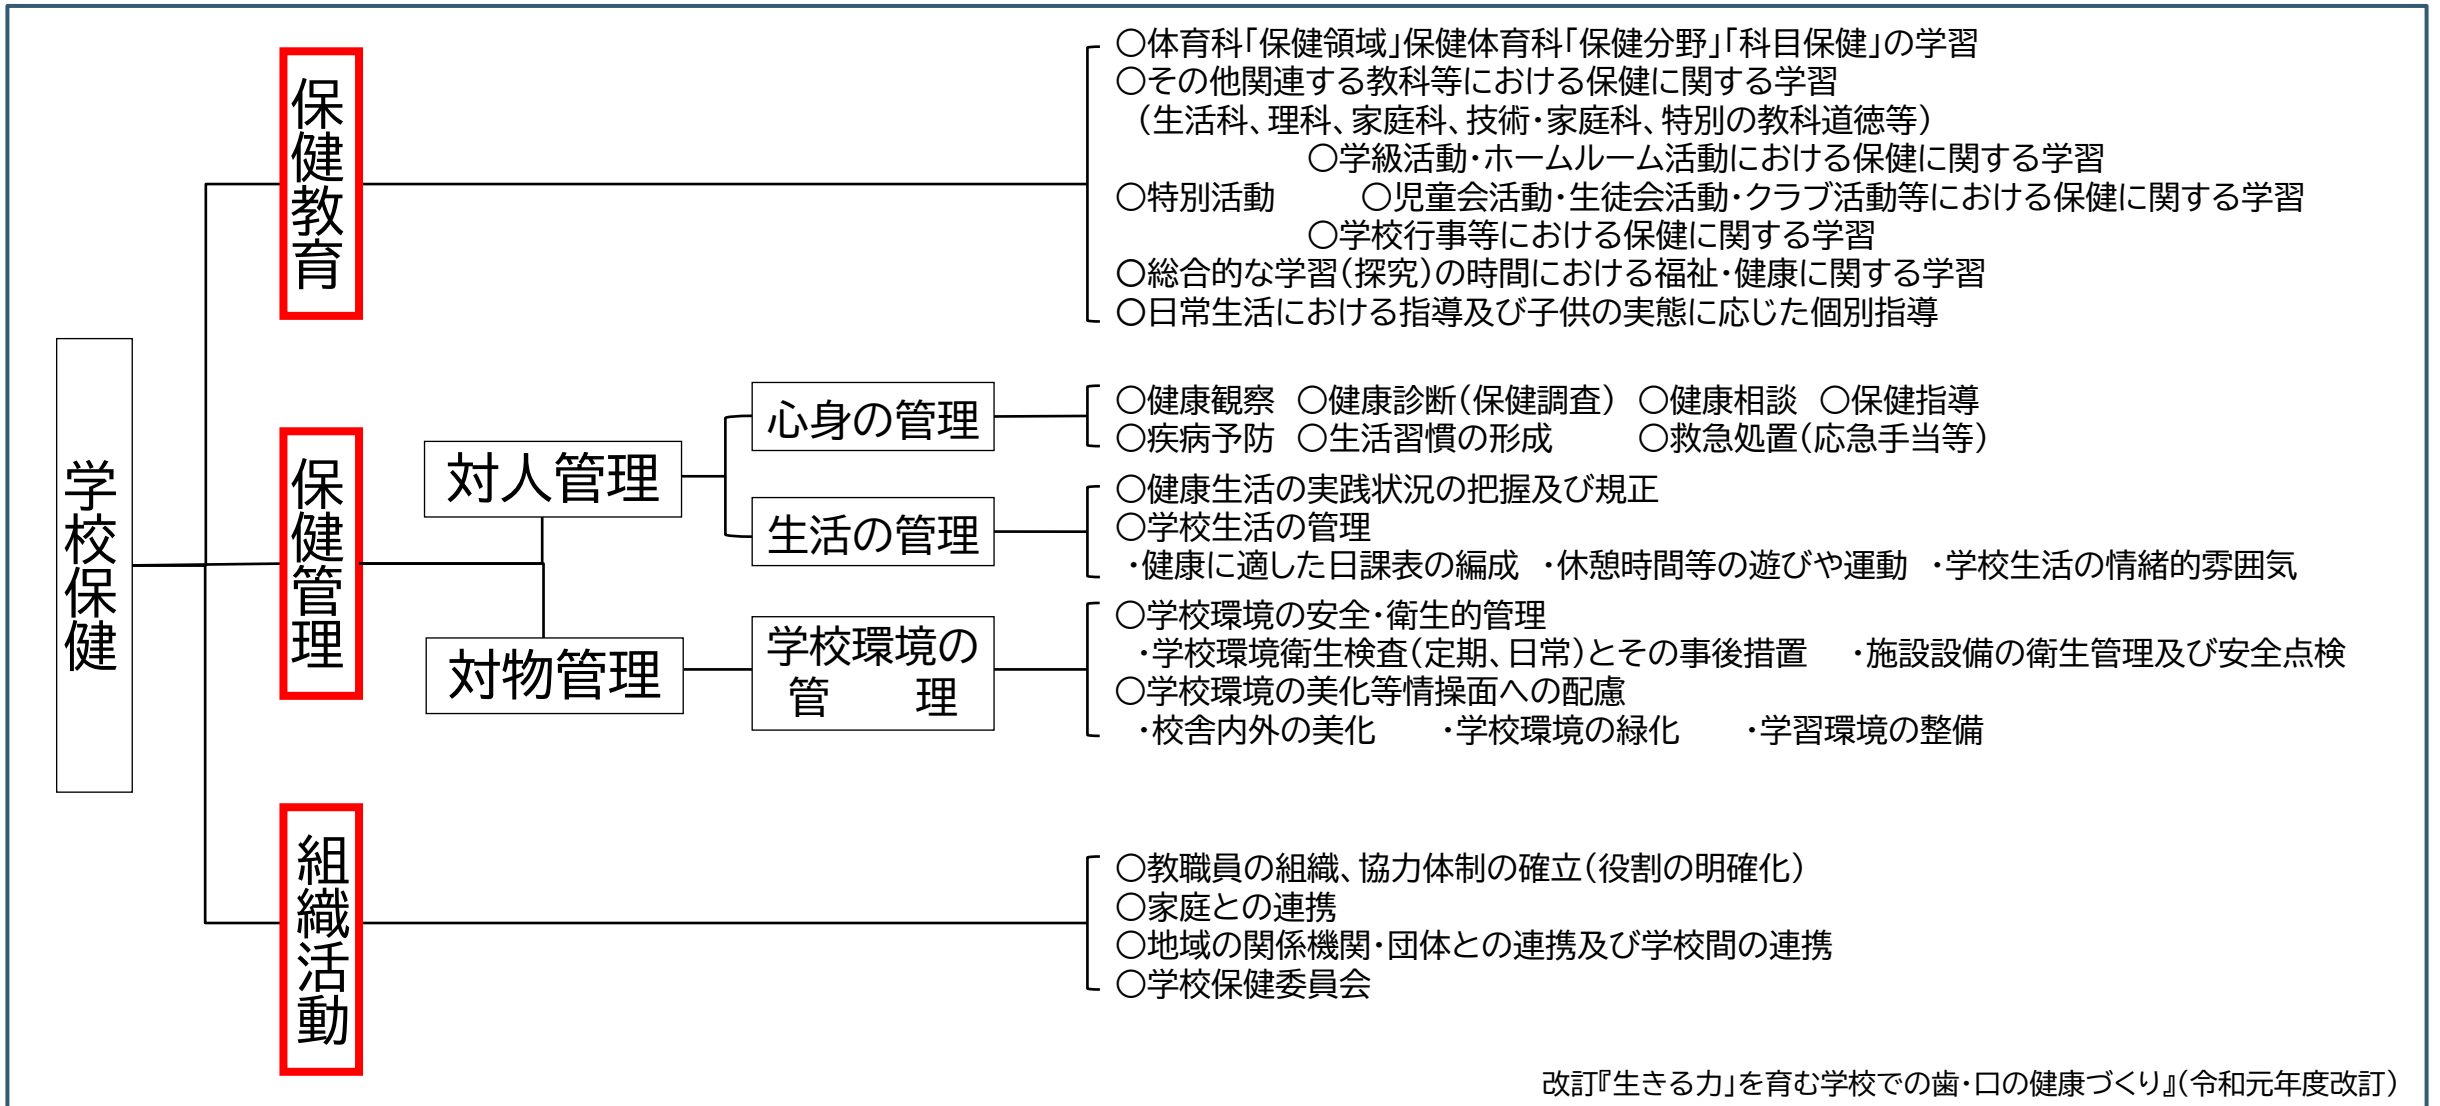 学校保健
保健教育
○体育科「保健領域」保健体育科「保健分野」「科目保健」の学習
○その他関連する教科等における保健に関する学習
（生活科、理科、家庭科、技術・家庭科、特別の教科道徳等）
○学級活動・ホームルーム活動における保健に関する学習
○特別活動　○児童会活動・生徒会活動・クラブ活動等における保健に関する学習
○学校行事等における保健に関する学習
○総合的な学習（探究）の時間における福祉・健康に関する学習
○日常生活における指導及び子供の実態に応じた個別指導
保健管理
対人管理
心身の管理
○健康観察　○健康診断（保健調査）　○健康相談　○保健指導
○疾病予防　○生活習慣の形成　○救急処置（応急手当等）
生活の管理
○健康生活の実践状況の把握及び規正
○学校生活の管理
・健康に適した日課表の編成　・休憩時間等の遊びや運動　・学校生活の情緒的雰囲気
対物管理
学校環境の
管　理
○学校環境の安全・衛生的管理
・学校環境衛生検査（定期、日常）とその事後措置　・施設設備の衛生管理及び安全点検
○学校環境の美化等情操面への配慮
・校舎内外の美化　・学校環境の緑化　・学習環境の整備
組織活動
○教職員の組織、協力体制の確立（役割の明確化）
○家庭との連携
○地域の関係機関・団体との連携及び学校間の連携
○学校保健委員会
改訂『生きる力」を育む学校での歯・口の健康づくり』（令和元年度改訂）